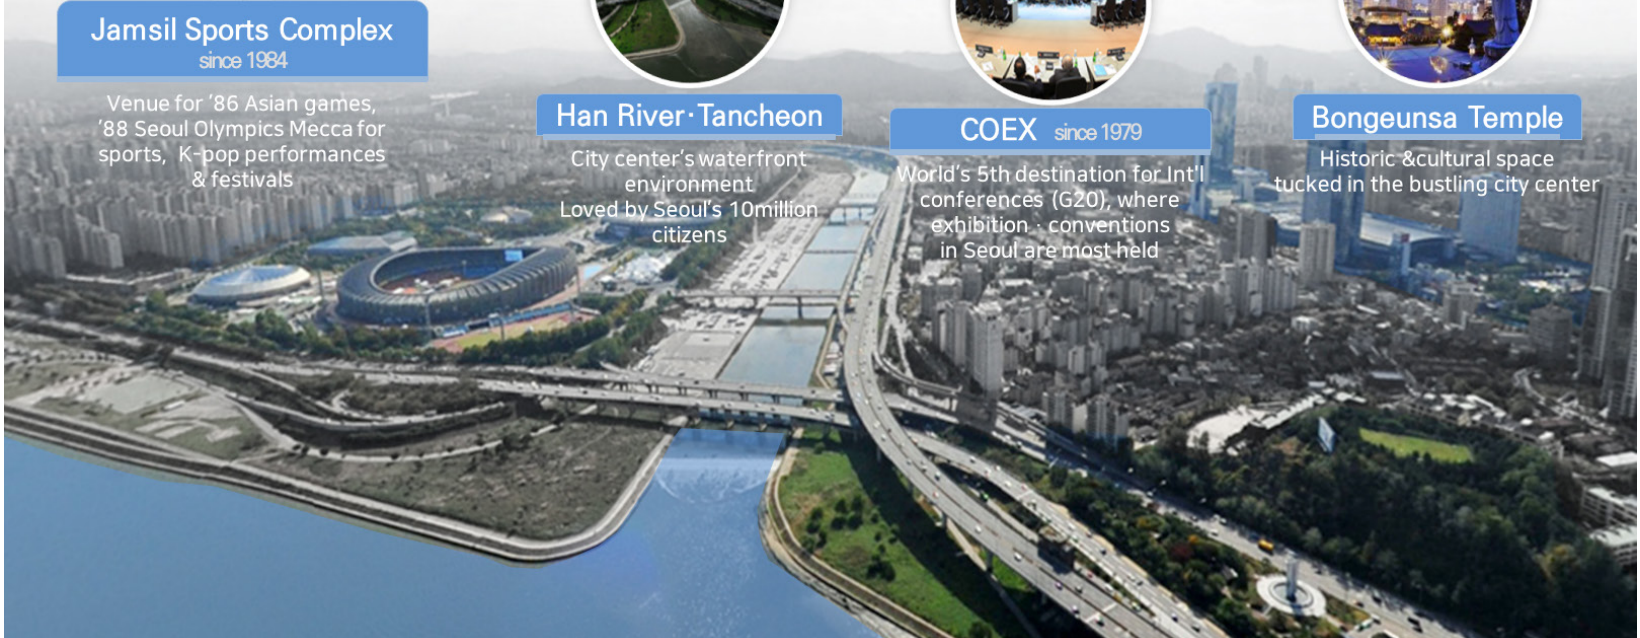 Jamsil Sports Complex
since 1984
Venue for '86 Asian games,
'88 Seoul Olympics Mecca for
sports, K-pop performances
& festivals
Han River·Tancheon
City center's waterfront
environment
Loved by Seoul's 10million
citizens
COEX since 1979
World's 5th destination for Int'l
conferences (G20), where
exhibition · conventions
in Seoul are most held
Bongeunsa Temple
Historic &cultural space
tucked in the bustling city center